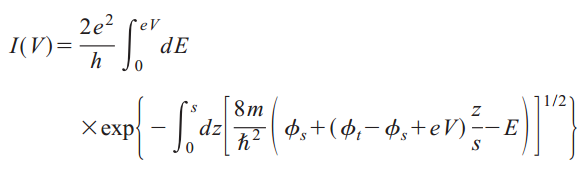 I(V) = \frac{2e^2}{h} \int_0^{eV} dE
\times \exp\left\{ - \int_0^s dz \left[ \frac{8m}{\hbar^2} \left( \phi_s + (\phi_t - \phi_s + eV) \frac{z}{s} - E \right) \right]^{1/2} \right\}